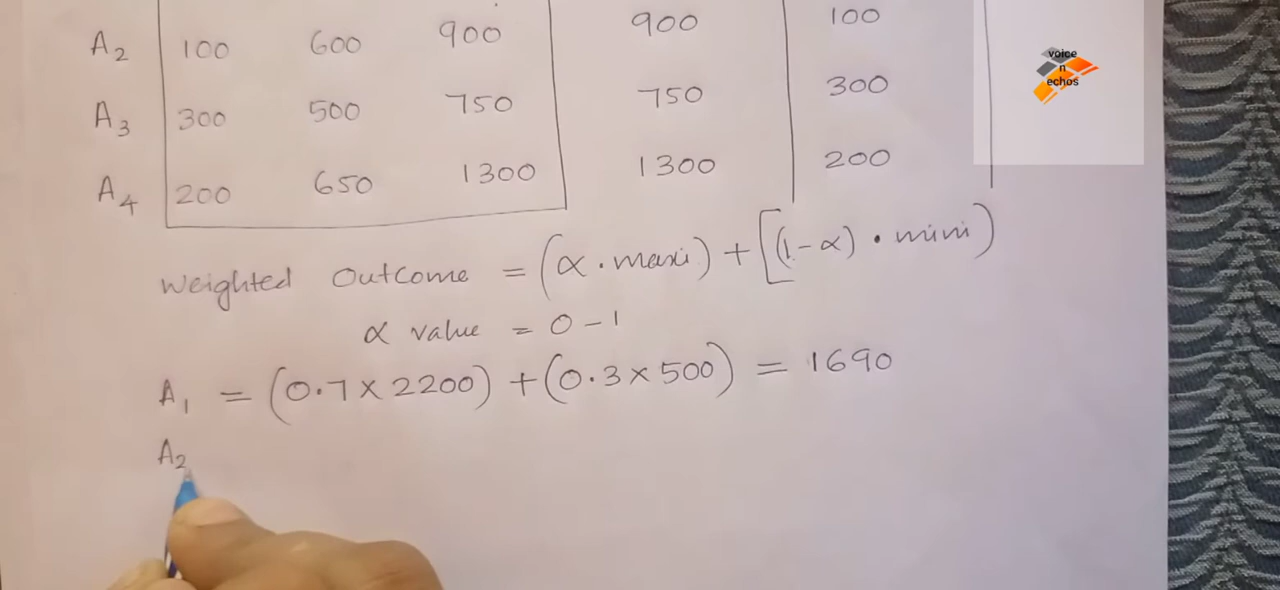 A2 100 600 900 900 100
A3 300 500 750 750 300
A4 200 650 1300 1300 200
Weighted Outcome = (α . maxi) + [(1-α) . mini)
α value = 0-1
A1 = (0.7 x 2200) + (0.3 x 500) = 1690
A2
voice
n
echos